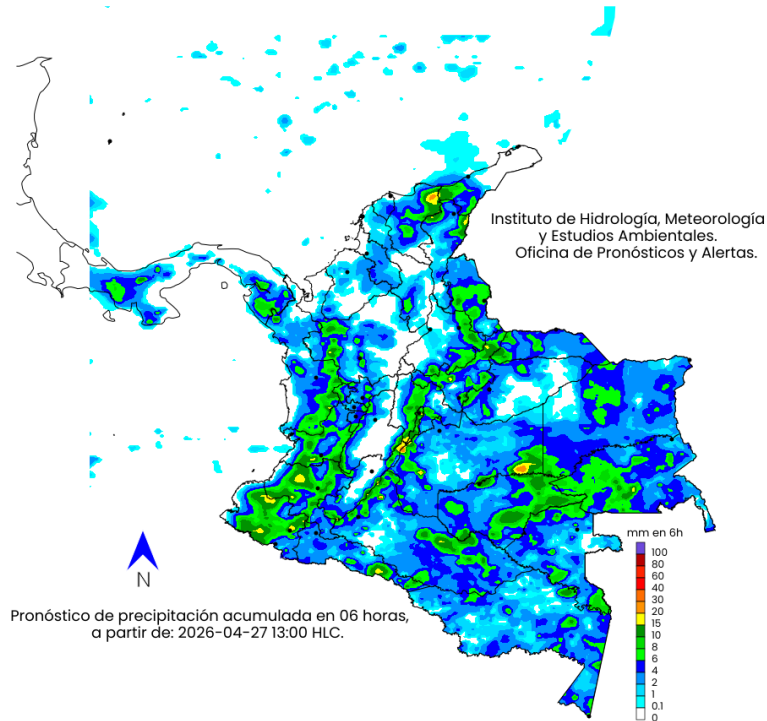 Instituto de Hidrología, Meteorología
y Estudios Ambientales.
Oficina de Pronósticos y Alertas.
mm en 6h
100
80
60
40
30
20
15
10
8
6
4
2
1
0,1
0
N
Pronóstico de precipitación acumulada en 06 horas,
a partir de: 2026-04-27 13:00 HLC.